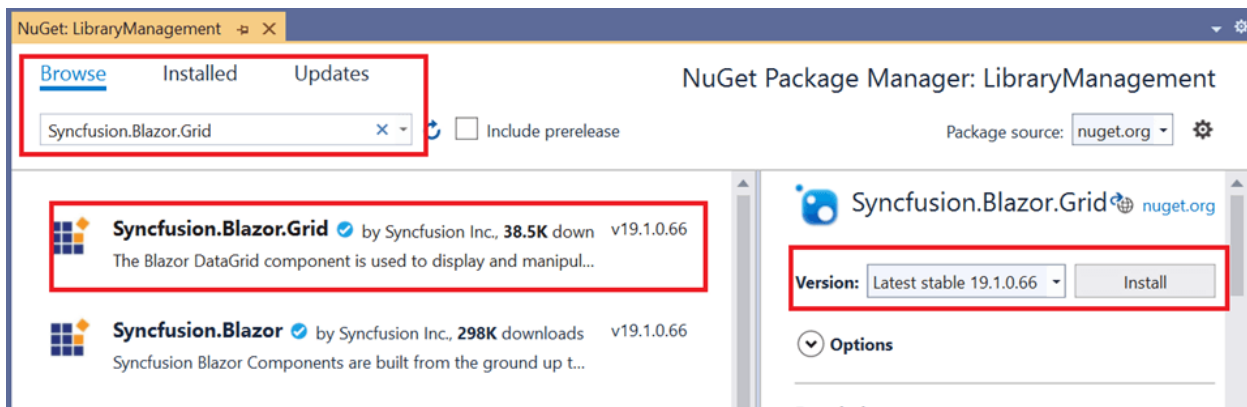 NuGet: LibraryManagement
Browse Installed Updates
NuGet Package Manager: LibraryManagement
Syncfusion.Blazor.Grid
Include prerelease
Package source: nuget.org
Syncfusion.Blazor.Grid by Syncfusion Inc., 38.5K down v19.1.0.66
The Blazor DataGrid component is used to display and manipul...
Syncfusion.Blazor by Syncfusion Inc., 298K downloads v19.1.0.66
Syncfusion Blazor Components are built from the ground up t...
Syncfusion.Blazor.Grid nuget.org
Version: Latest stable 19.1.0.66 Install
Options